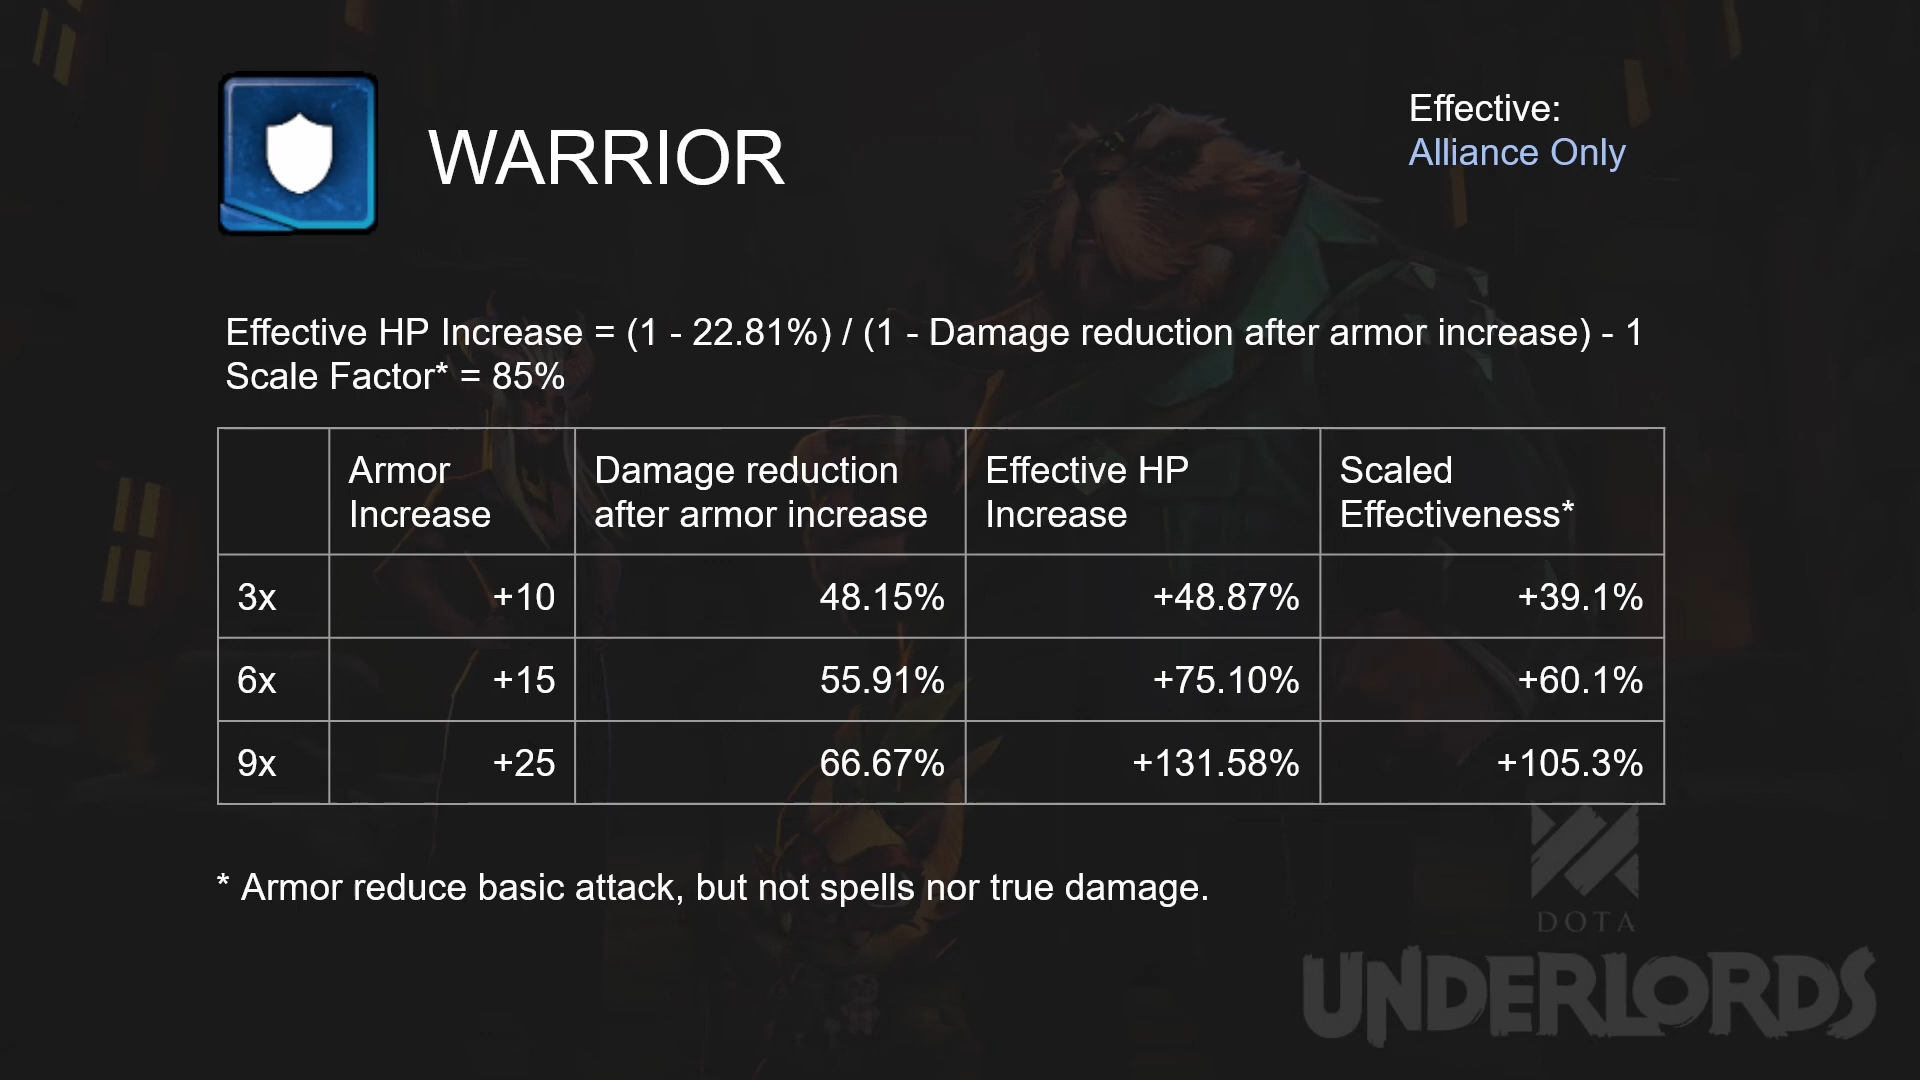 WARRIOR
Effective:
Alliance Only
Effective HP Increase = (1 - 22.81%) / (1 - Damage reduction after armor increase) - 1
Scale Factor* = 85%
Armor Increase
Damage reduction after armor increase
Effective HP Increase
Scaled Effectiveness*
3x +10 48.15% +48.87% +39.1%
6x +15 55.91% +75.10% +60.1%
9x +25 66.67% +131.58% +105.3%
* Armor reduce basic attack, but not spells nor true damage.
DOTA
UNDERLORDS